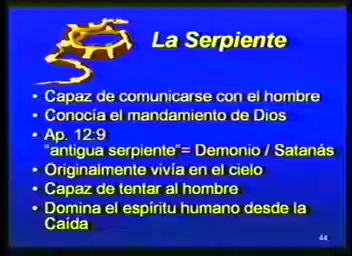 La Serpiente
• Capaz de comunicarse con el hombre
• Conocía el mandamiento de Dios
• Ap. 12:9
"antigua serpiente"= Demonio / Satanás
• Originalmente vivía en el cielo
• Capaz de tentar al hombre
• Domina el espíritu humano desde la
Caída
44